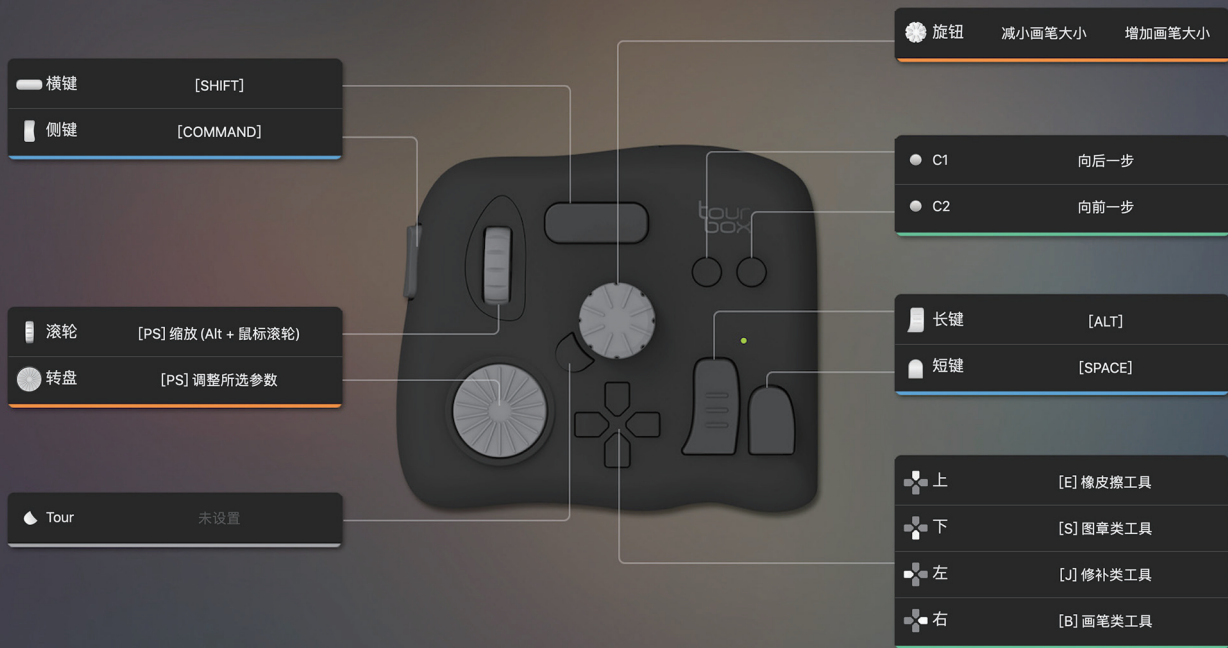 横键 [SHIFT]
侧键 [COMMAND]
滚轮 [PS] 缩放 (Alt + 鼠标滚轮)
转盘 [PS] 调整所选参数
Tour 未设置
tour
box
旋钮 减小画笔大小 增加画笔大小
C1 向后一步
C2 向前一步
长键 [ALT]
短键 [SPACE]
上 [E] 橡皮擦工具
下 [S] 图章类工具
左 [J] 修补类工具
右 [B] 画笔类工具